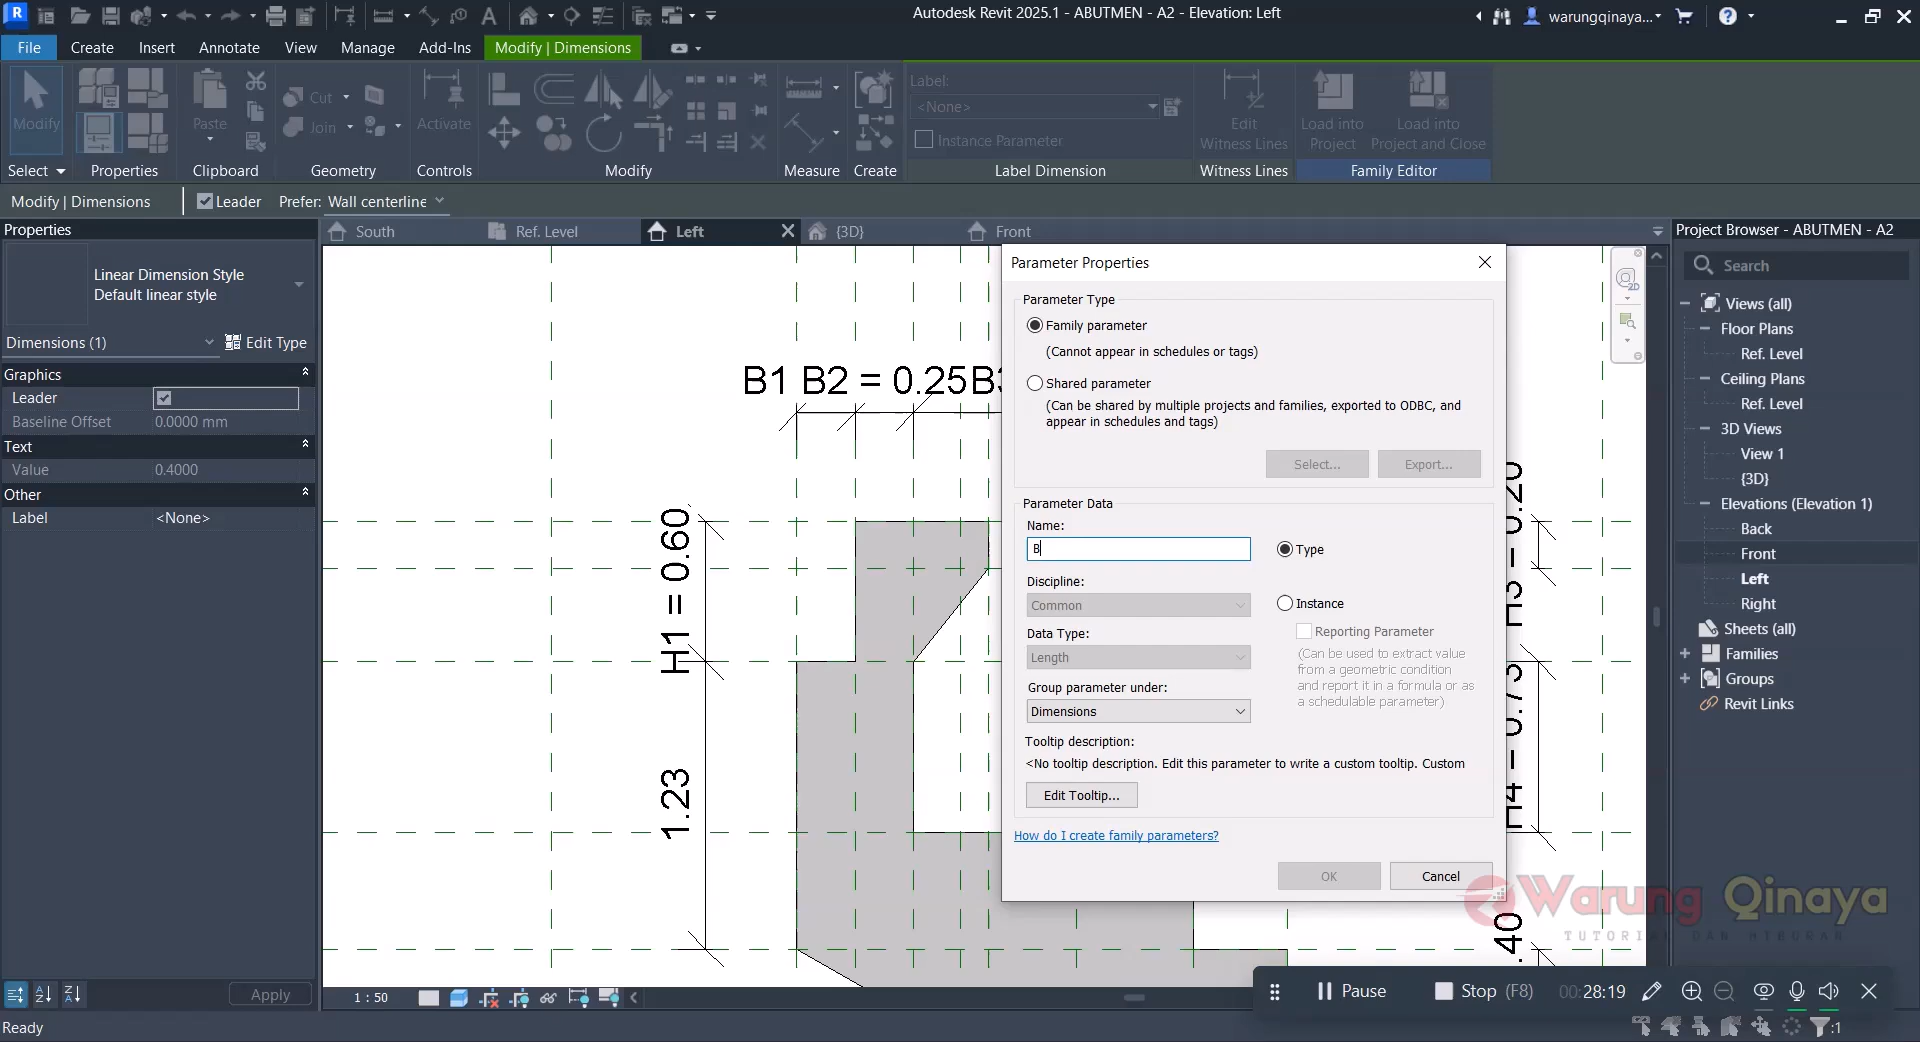 Autodesk Revit 2025.1 - ABUTMEN - A2 - Elevation: Left
warungqinaya...
File Create Insert Annotate View Manage Add-Ins Modify | Dimensions
Modify Paste Cut Join Activate
Label:
<None>
Instance Parameter
Edit Witness Lines
Load into Project
Load into Project and Close
Select Properties Clipboard Geometry Controls Modify Measure Create Label Dimension Witness Lines Family Editor
Modify | Dimensions Leader Prefer: Wall centerline
Properties
Linear Dimension Style
Default linear style
Dimensions (1) Edit Type
Graphics
Leader
Baseline Offset 0.0000 mm
Text
Value 0.4000
Other
Label <None>
Apply
South Ref. Level Left {3D} Front
B1 B2 = 0.25B3
H1 = 0.60
1.23
H3 = 0.20
H4 = 0.75
.40
Parameter Properties
Parameter Type
Family parameter
(Cannot appear in schedules or tags)
Shared parameter
(Can be shared by multiple projects and families, exported to ODBC, and
appear in schedules and tags)
Select... Export...
Parameter Data
Name:
B
Type
Discipline:
Common
Instance
Reporting Parameter
Data Type:
Length
(Can be used to extract value
from a geometric condition
and report it in a formula or as
a schedulable parameter)
Group parameter under:
Dimensions
Tooltip description:
<No tooltip description. Edit this parameter to write a custom tooltip. Custom
Edit Tooltip...
How do I create family parameters?
OK Cancel
Project Browser - ABUTMEN - A2
Search
Views (all)
Floor Plans
Ref. Level
Ceiling Plans
Ref. Level
3D Views
View 1
{3D}
Elevations (Elevation 1)
Back
Front
Left
Right
Sheets (all)
Families
Groups
Revit Links
Warung Qinaya
TUTORIAL DAN HIBURAN
1 : 50
Pause Stop (F8) 00:28:19
Ready
:1